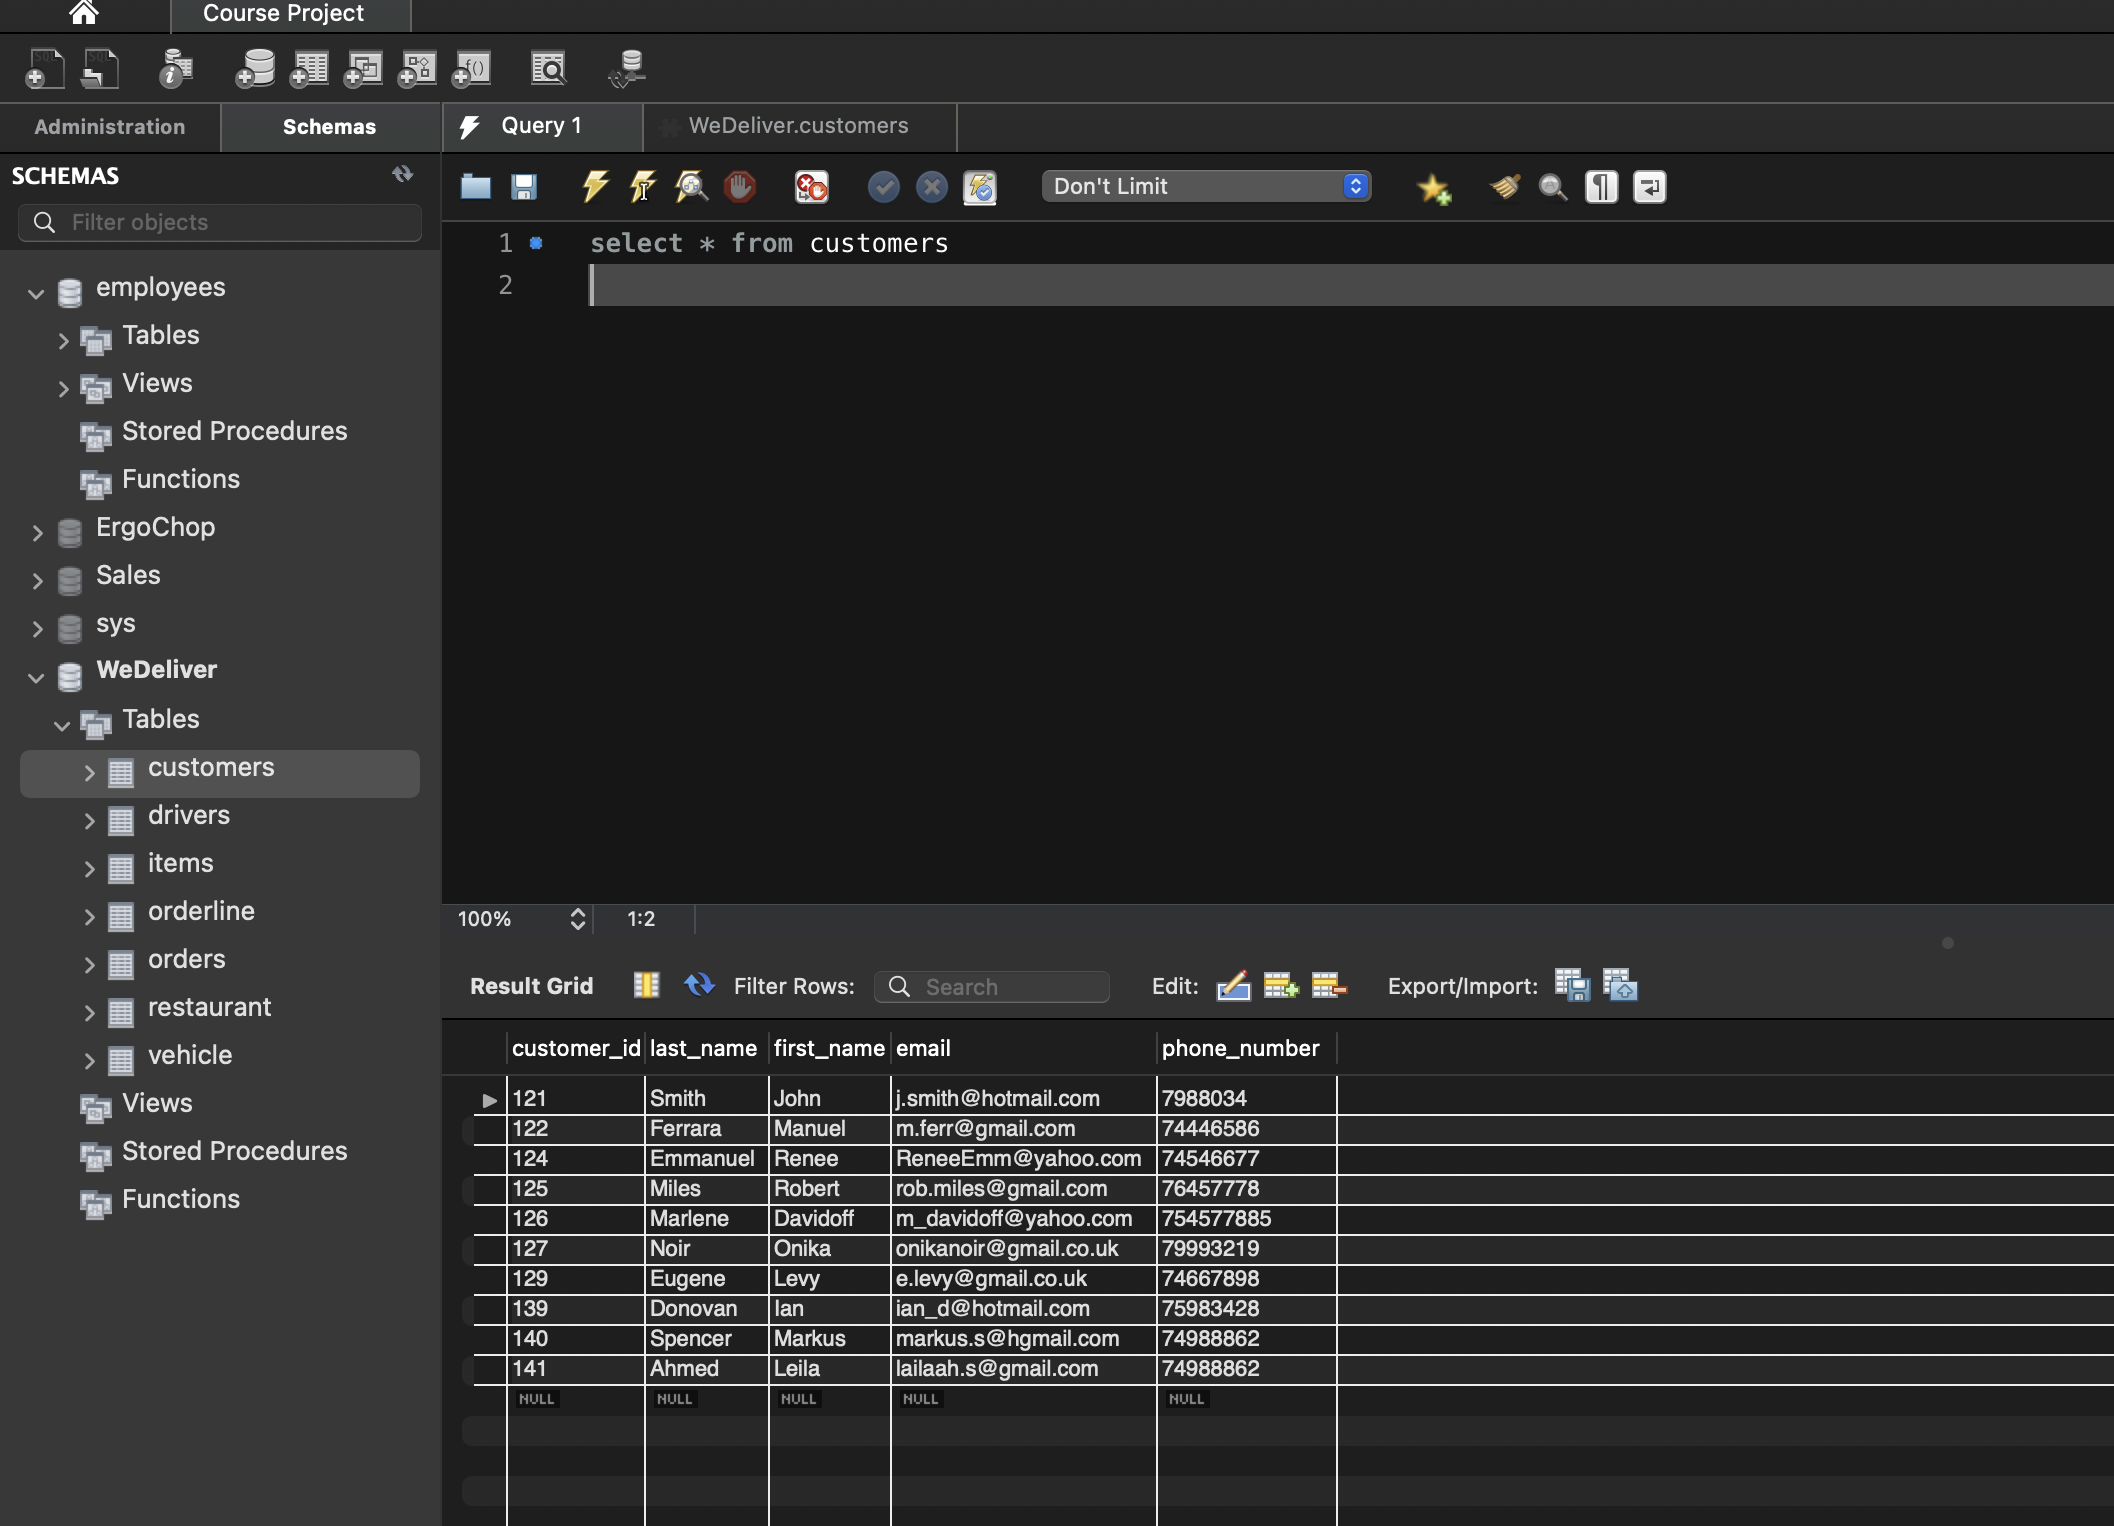 Course Project
Administration
Schemas
Query 1
WeDeliver.customers
SCHEMAS
Filter objects
Don't Limit
1 select * from customers
2
employees
Tables
Views
Stored Procedures
Functions
ErgoChop
Sales
sys
WeDeliver
Tables
customers
drivers
items
orderline
orders
restaurant
vehicle
Views
Stored Procedures
Functions
100% 1:2
Result Grid Filter Rows: Search Edit: Export/Import:
customer_id last_name first_name email phone_number
121 Smith John j.smith@hotmail.com 7988034
122 Ferrara Manuel m.ferr@gmail.com 74446586
124 Emmanuel Renee ReneeEmm@yahoo.com 74546677
125 Miles Robert rob.miles@gmail.com 76457778
126 Marlene Davidoff m_davidoff@yahoo.com 754577885
127 Noir Onika onikanoir@gmail.co.uk 79993219
129 Eugene Levy e.levy@gmail.co.uk 74667898
139 Donovan Ian ian_d@hotmail.com 75983428
140 Spencer Markus markus.s@hgmail.com 74988862
141 Ahmed Leila lailaah.s@gmail.com 74988862
NULL NULL NULL NULL NULL